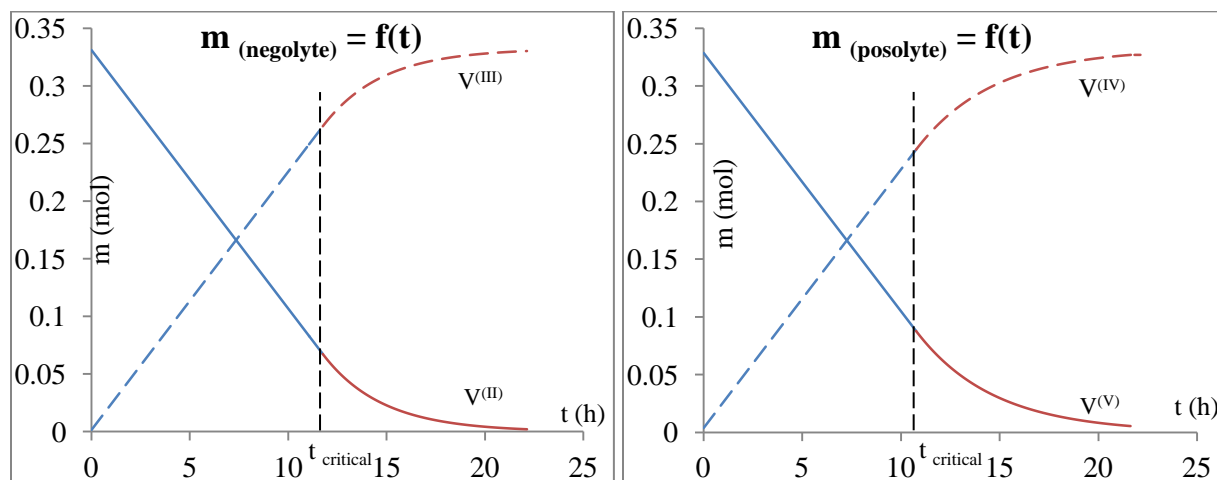 m (negolyte) = f(t)
0.35
0.3
0.25
0.2
0.15
0.1
0.05
0
m (mol)
V(III)
V(II)
t (h)
0 5 10 t critical 15 20 25
m (posolyte) = f(t)
0.35
0.3
0.25
0.2
0.15
0.1
0.05
0
m (mol)
V(IV)
V(V)
t (h)
0 5 10 t critical 15 20 25